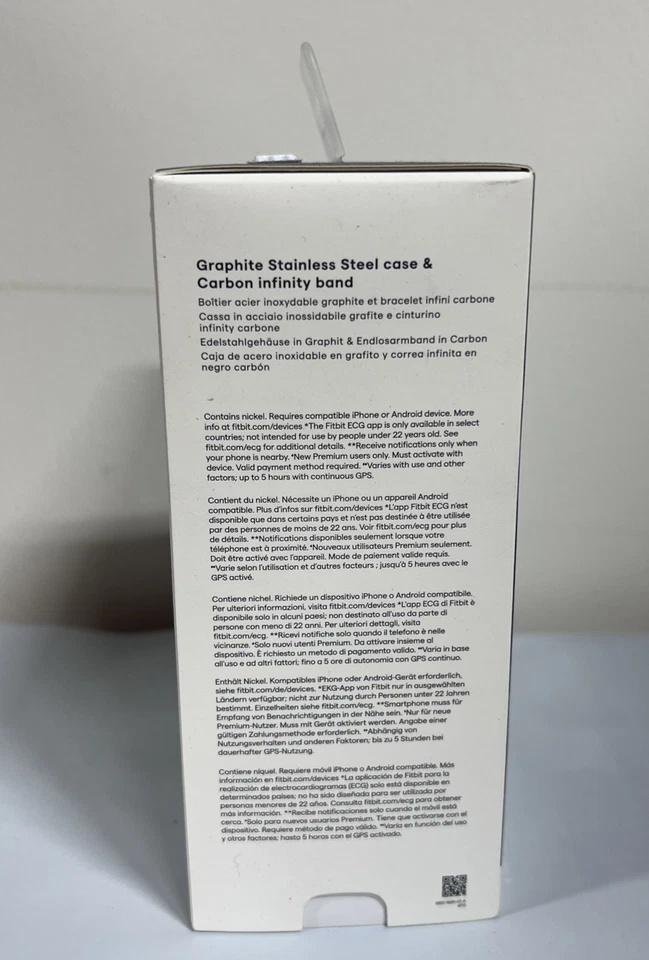 Graphite Stainless Steel case &
Carbon infinity band
Boîtier acier inoxydable graphite et bracelet infini carbone
Cassa in acciaio inossidabile grafite e cinturino
infinity carbone
Edelstahlgehäuse in Graphit & Endlosarmband in Carbon
Caja de acero inoxidable en grafito y correa infinita en
negro carbón
Contains nickel. Requires compatible iPhone or Android device. More
info at fitbit.com/devices *The Fitbit ECG app is only available in select
countries; not intended for use by people under 22 years old. See
fitbit.com/ecg for additional details. **Receive notifications only when
your phone is nearby. ⁺New Premium users only. Must activate with
device. Valid payment method required. ⁺⁺Varies with use and other
factors; up to 5 hours with continuous GPS.
Contient du nickel. Nécessite un iPhone ou un appareil Android
compatible. Plus d'infos sur fitbit.com/devices *L'app Fitbit ECG n'est
disponible que dans certains pays et n'est pas destinée à être utilisée
par des personnes de moins de 22 ans. Voir fitbit.com/ecg pour plus
de détails. **Notifications disponibles seulement lorsque votre
téléphone est à proximité. ⁺Nouveaux utilisateurs Premium seulement.
Doit être activé avec l'appareil. Mode de paiement valide requis.
⁺⁺Varie selon l'utilisation et d'autres facteurs ; jusqu'à 5 heures avec le
GPS activé.
Contiene nichel. Richiede un dispositivo iPhone o Android compatibile.
Per ulteriori informazioni, visita fitbit.com/devices *L'app ECG di Fitbit è
disponibile solo in alcuni paesi; non destinato all'uso da parte di
persone con meno di 22 anni. Per ulteriori dettagli, visita
fitbit.com/ecg. **Ricevi notifiche solo quando il telefono è nelle
vicinanze. ⁺Solo nuovi utenti Premium. Da attivare insieme al
dispositivo. È richiesto un metodo di pagamento valido. ⁺⁺Varia in base
all'uso e ad altri fattori; fino a 5 ore di autonomia con GPS continuo.
Enthält Nickel. Kompatibles iPhone oder Android-Gerät erforderlich,
siehe fitbit.com/de/devices. *EKG-App von Fitbit nur in ausgewählten
Ländern verfügbar; nicht zur Nutzung durch Personen unter 22 Jahren
bestimmt. Einzelheiten siehe fitbit.com/ecg. **Smartphone muss für
Empfang von Benachrichtigungen in der Nähe sein. ⁺Nur für neue
Premium-Nutzer. Muss mit Gerät aktiviert werden. Angabe einer
gültigen Zahlungsmethode erforderlich. ⁺⁺Abhängig von
Nutzungsverhalten und anderen Faktoren; bis zu 5 Stunden bei
dauerhafter GPS-Nutzung.
Contiene níquel. Requiere móvil iPhone o Android compatible. Más
información en fitbit.com/devices *La aplicación de Fitbit para la
realización de electrocardiogramas (ECG) solo está disponible en
determinados países; no ha sido diseñada para ser utilizada por
personas menores de 22 años. Consulta fitbit.com/ecg para obtener
más información. **Recibe notificaciones solo cuando el móvil está
cerca. ⁺Solo para nuevos usuarios Premium. Tiene que activarse con el
dispositivo. Requiere método de pago válido. ⁺⁺Varía en función del uso
y otros factores; hasta 5 horas con el GPS activado.